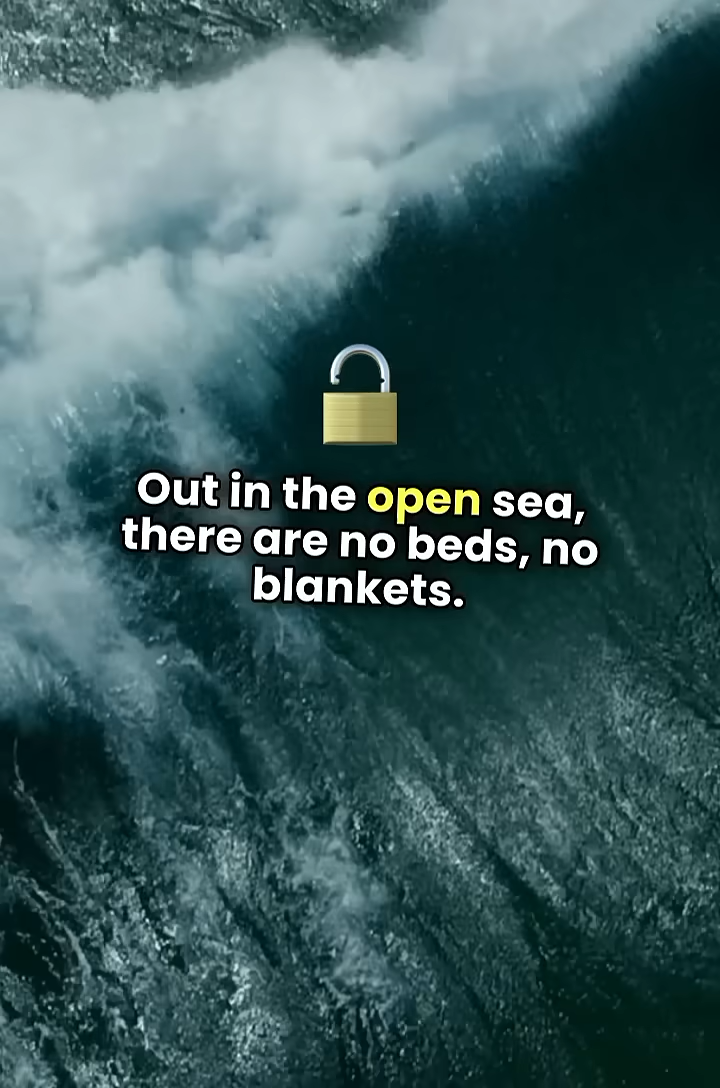 Out in the open sea,
there are no beds, no
blankets.